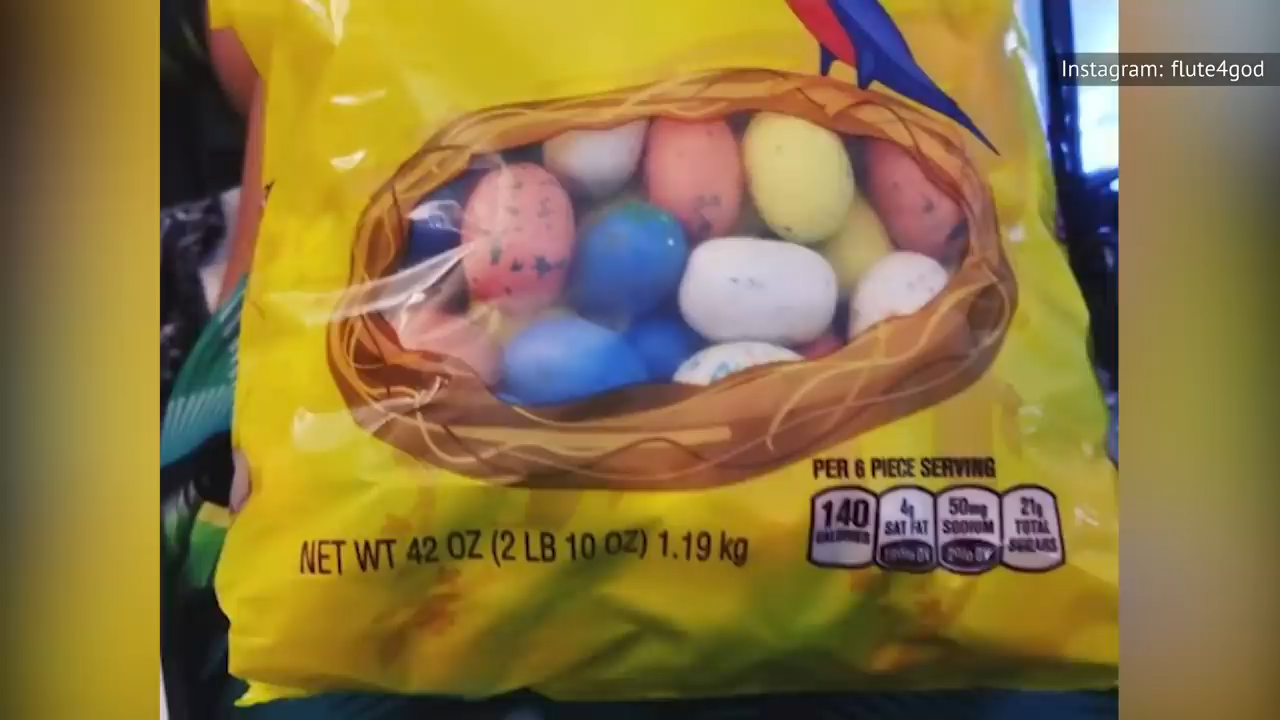 Instagram: flute4god
PER 6 PIECE SERVING
140
CALORIES
4g
SAT FAT
50mg
SODIUM
21g
TOTAL
SUGARS
NET WT 42 OZ (2 LB 10 OZ) 1.19 kg